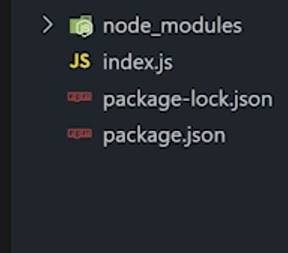 node_modules
JS index.js
package-lock.json
package.json